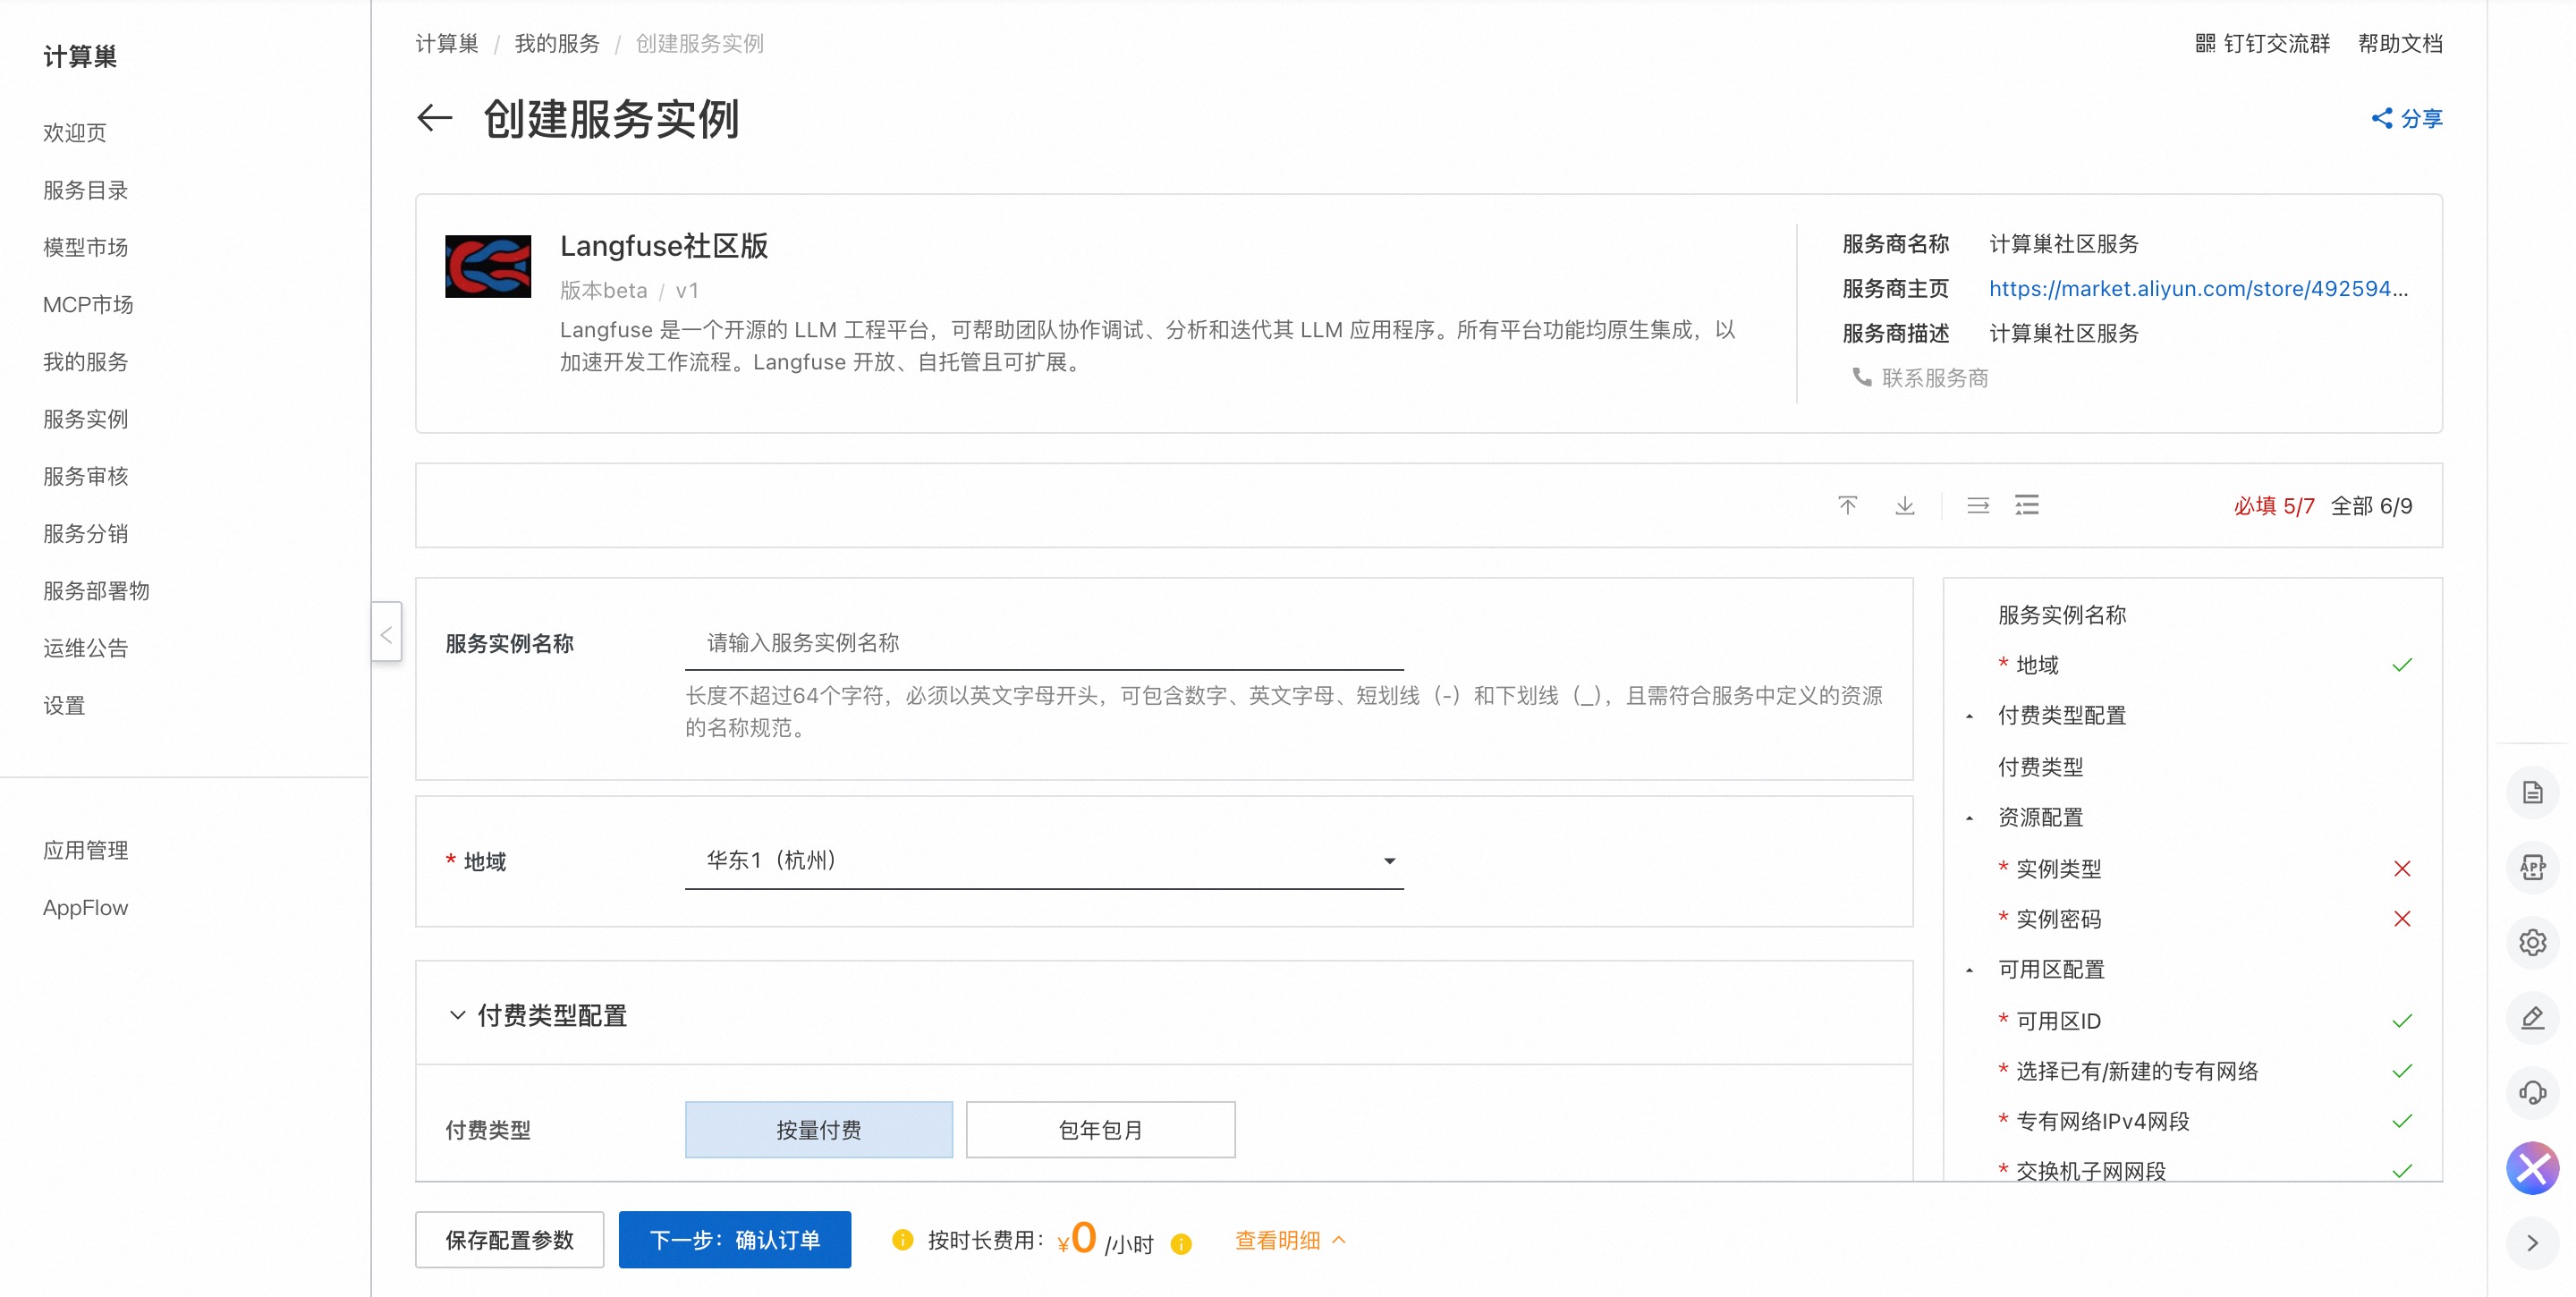 计算巢
欢迎页
服务目录
模型市场
MCP市场
我的服务
服务实例
服务审核
服务分销
服务部署物
运维公告
设置
应用管理
AppFlow
计算巢 / 我的服务 / 创建服务实例
钉钉交流群 帮助文档
创建服务实例
分享
Langfuse社区版
版本beta / v1
Langfuse 是一个开源的 LLM 工程平台，可帮助团队协作调试、分析和迭代其 LLM 应用程序。所有平台功能均原生集成，以
加速开发工作流程。Langfuse 开放、自托管且可扩展。
服务商名称 计算巢社区服务
服务商主页 https://market.aliyun.com/store/492594...
服务商描述 计算巢社区服务
联系服务商
必填 5/7 全部 6/9
服务实例名称 请输入服务实例名称
长度不超过64个字符，必须以英文字母开头，可包含数字、英文字母、短划线（-）和下划线（_），且需符合服务中定义的资源
的名称规范。
* 地域 华东1（杭州）
付费类型配置
付费类型 按量付费 包年包月
服务实例名称
* 地域
付费类型配置
付费类型
资源配置
* 实例类型
* 实例密码
可用区配置
* 可用区ID
* 选择已有/新建的专有网络
* 专有网络IPv4网段
* 交换机子网网段
保存配置参数 下一步：确认订单 按时长费用：¥0 /小时 查看明细
APP